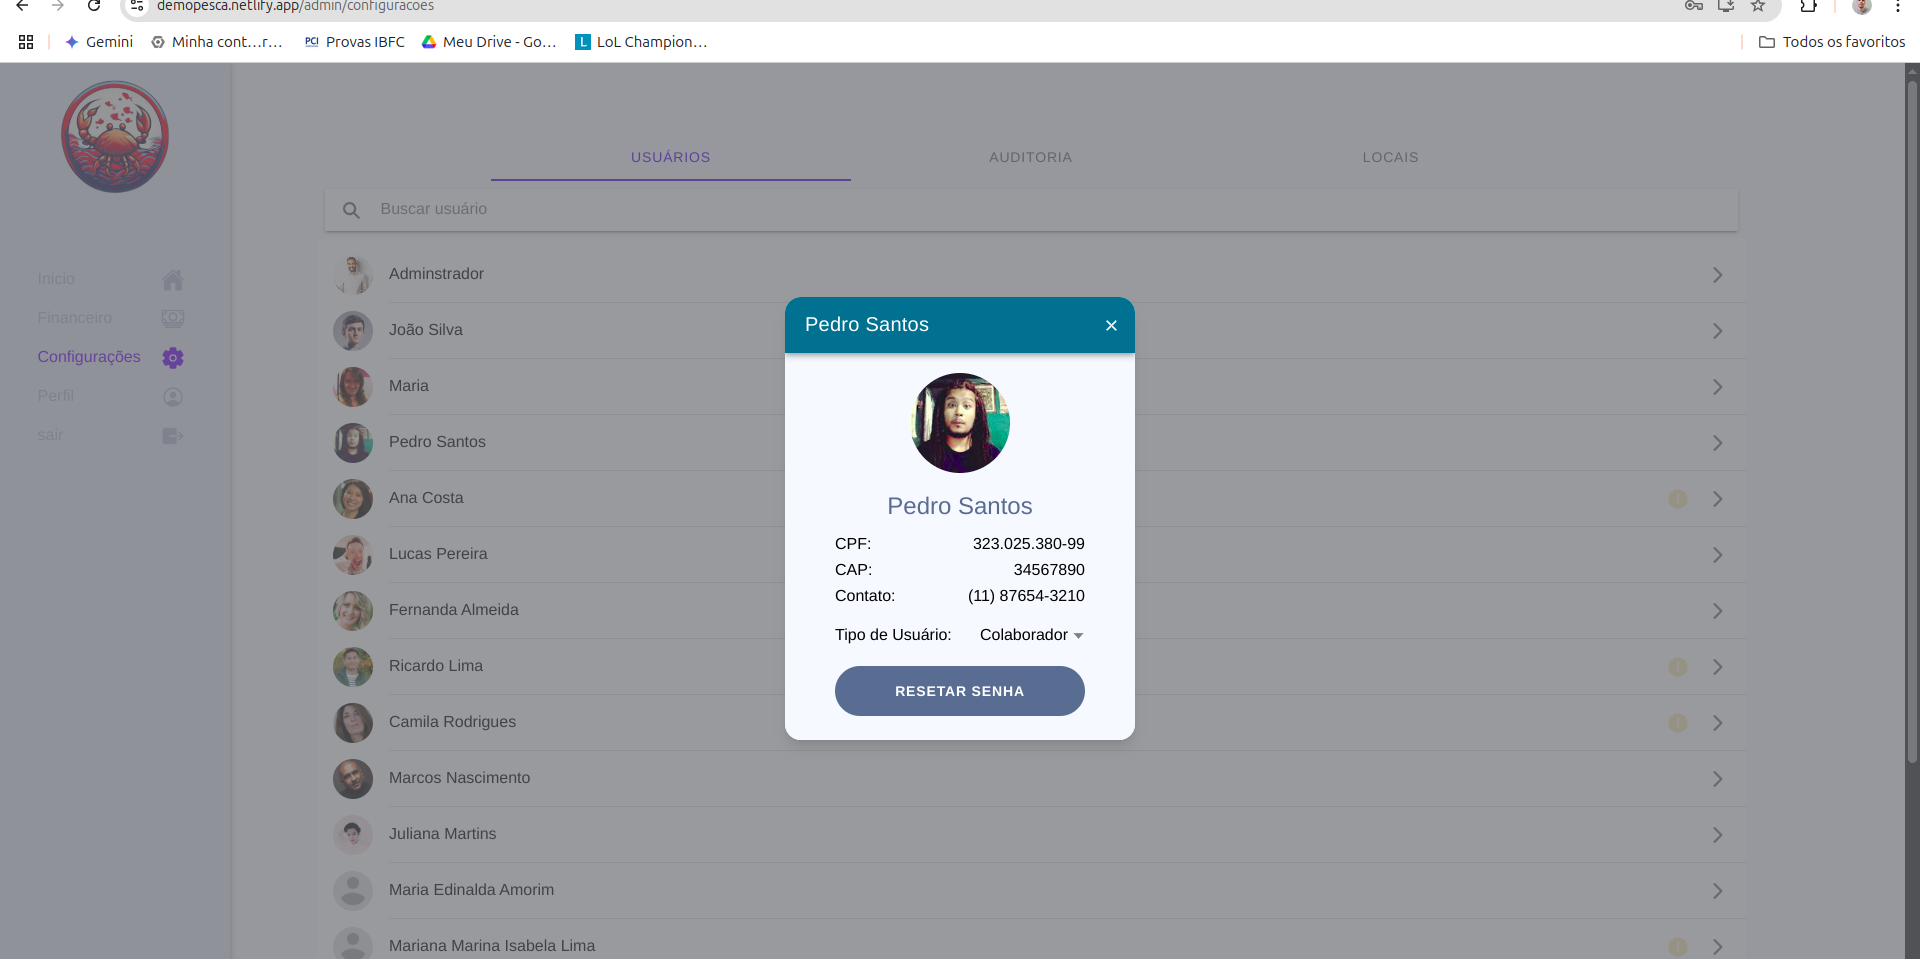 demopesca.netlify.app/admin/configuracoes
Gemini
Minha cont...r...
PCI Provas IBFC
Meu Drive - Go...
L LoL Champion...
Todos os favoritos
USUÁRIOS
AUDITORIA
LOCAIS
Buscar usuário
Inicio
Financeiro
Configurações
Perfil
sair
Adminstrador
João Silva
Maria
Pedro Santos
Ana Costa
Lucas Pereira
Fernanda Almeida
Ricardo Lima
Camila Rodrigues
Marcos Nascimento
Juliana Martins
Maria Edinalda Amorim
Mariana Marina Isabela Lima
Pedro Santos
Pedro Santos
CPF: 323.025.380-99
CAP: 34567890
Contato: (11) 87654-3210
Tipo de Usuário: Colaborador
RESETAR SENHA